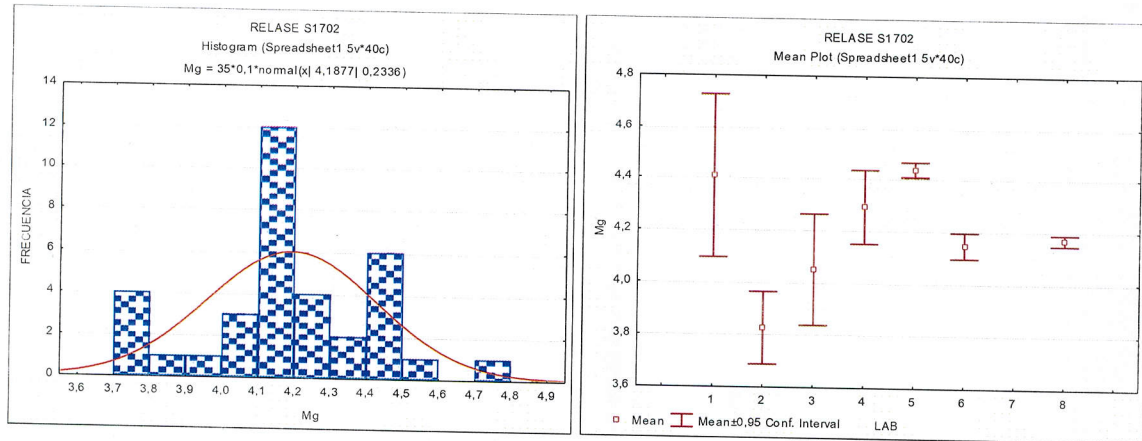 RELASE S1702
Histogram (Spreadsheet1 5v*40c)
Mg = 35*0,1*normal(x| 4,1877| 0,2336)
14
12
10
8
6
4
2
0
FRECUENCIA
3,6 3,7 3,8 3,9 4,0 4,1 4,2 4,3 4,4 4,5 4,6 4,7 4,8 4,9
Mg
RELASE S1702
Mean Plot (Spreadsheet1 5v*40c)
4,8
4,6
4,4
4,2
4,0
3,8
3,6
Mg
1 2 3 4 5 6 7 8
LAB
Mean Mean±0,95 Conf. Interval